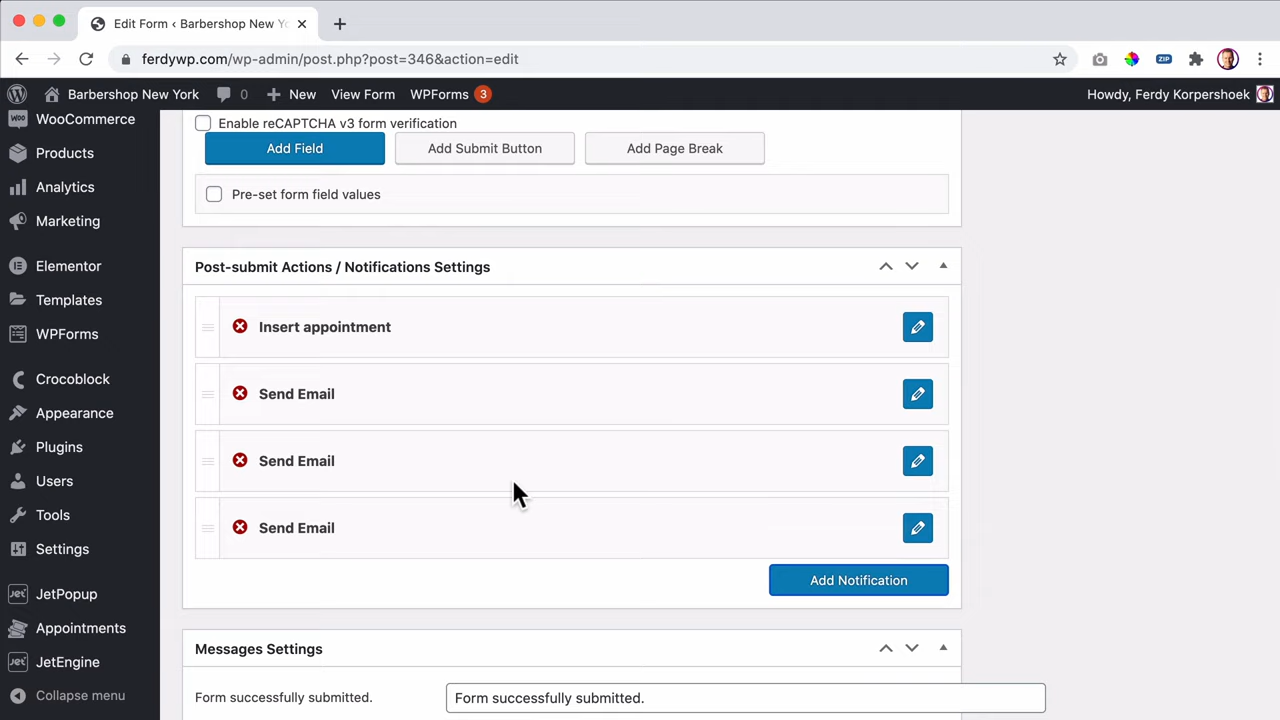 Edit Form ‹ Barbershop New Yo
ferdywp.com/wp-admin/post.php?post=346&action=edit
ZIP
Barbershop New York
0
New
View Form
WPForms
3
Howdy, Ferdy Korpershoek
WOO
WooCommerce
Products
Analytics
Marketing
Elementor
Templates
WPForms
Crocoblock
Appearance
Plugins
Users
Tools
Settings
Jet
JetPopup
Appointments
Jet
JetEngine
Collapse menu
Enable reCAPTCHA v3 form verification
Add Field
Add Submit Button
Add Page Break
Pre-set form field values
Post-submit Actions / Notifications Settings
Insert appointment
Send Email
Send Email
Send Email
Add Notification
Messages Settings
Form successfully submitted.
Form successfully submitted.